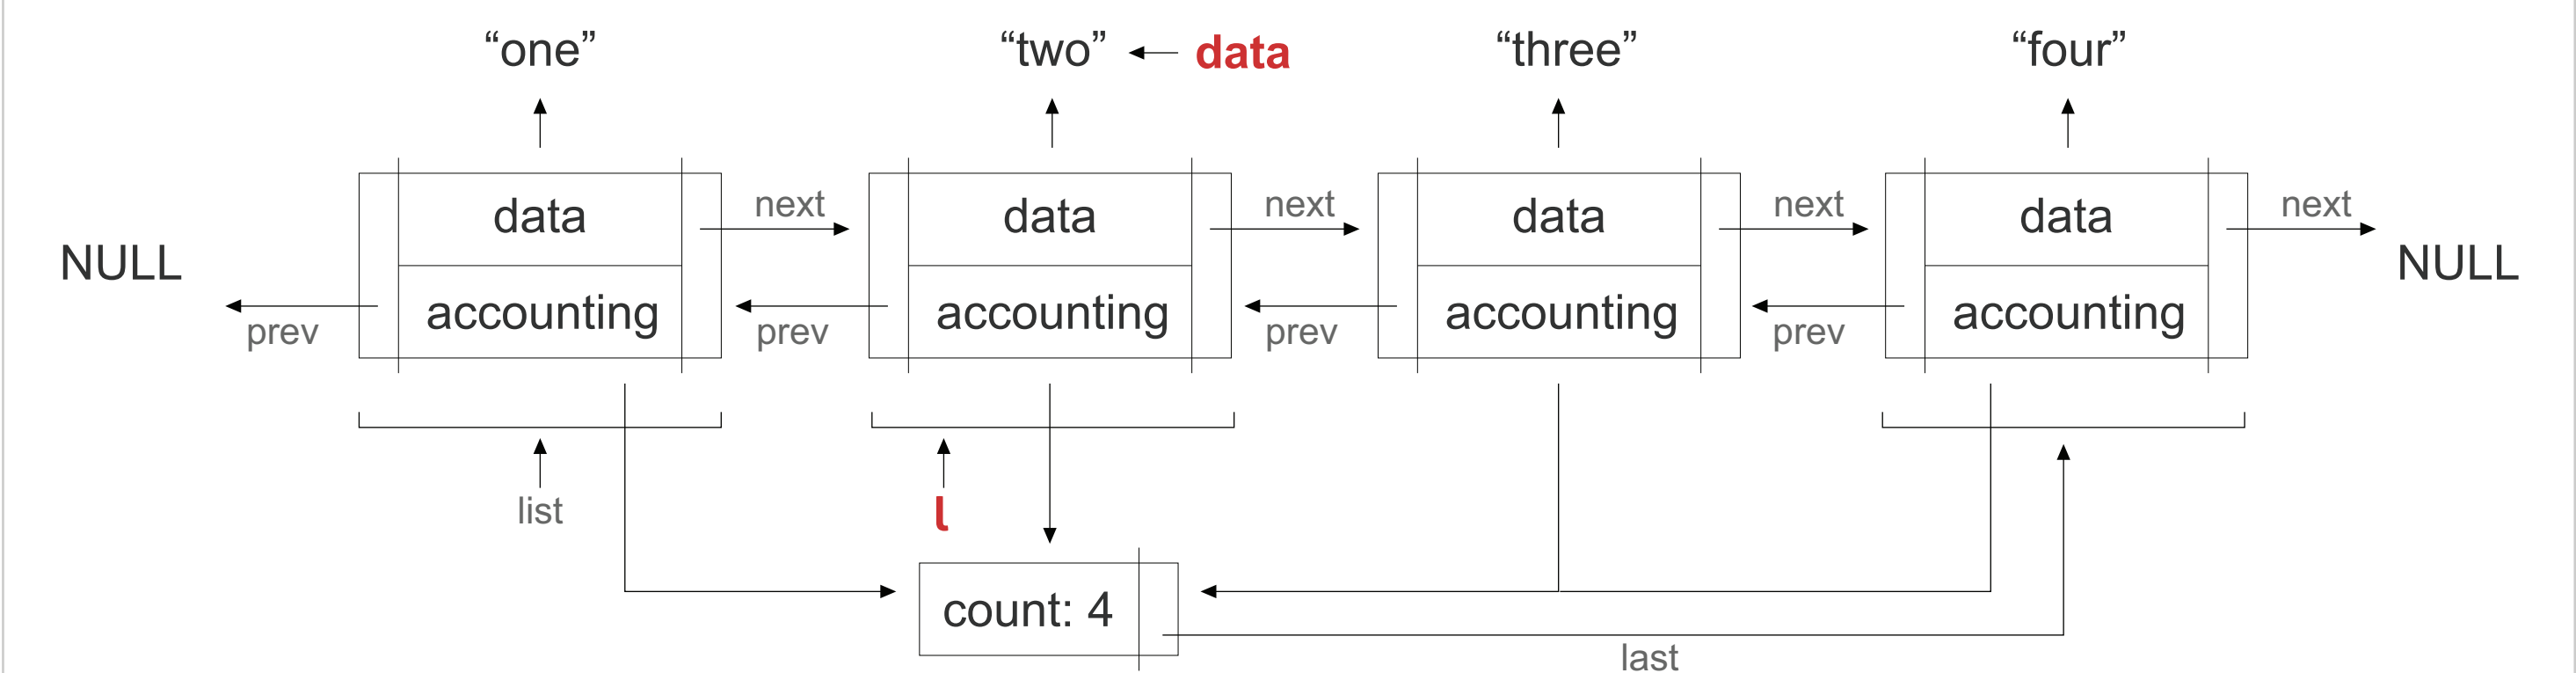 “one”
“two”
data
“three”
“four”
data
next
data
next
data
next
data
next
NULL
NULL
accounting
accounting
accounting
accounting
prev
prev
prev
prev
list
l
count: 4
last